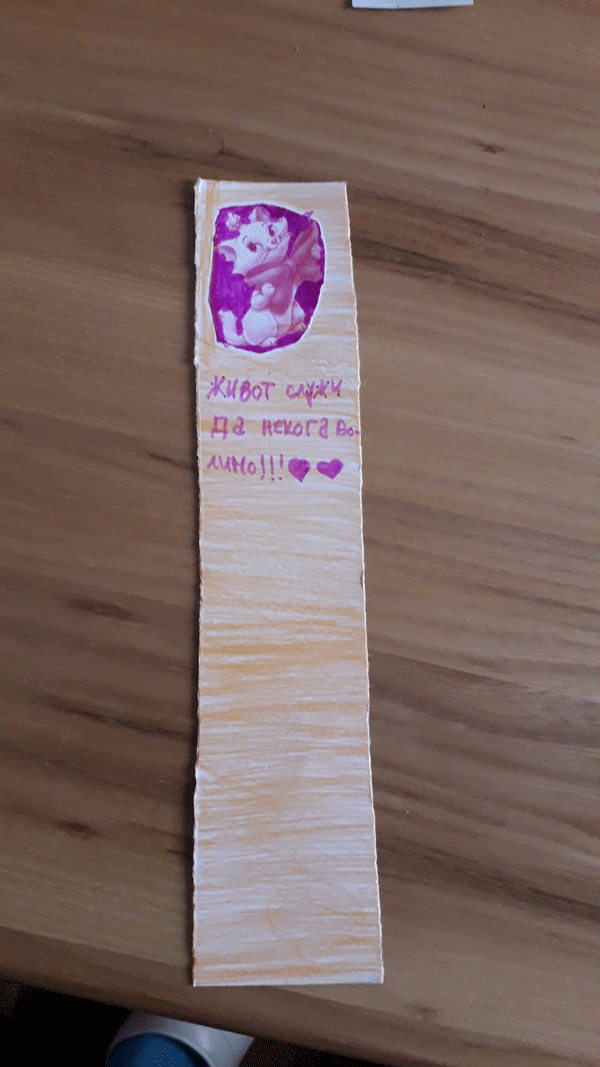 Живот служи
Да некога во-
лимо!!!